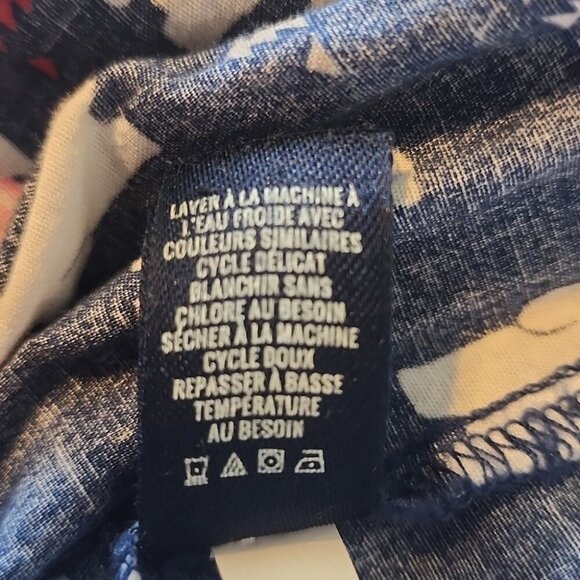 LAVER À LA MACHINE À
L'EAU FROIDE AVEC
COULEURS SIMILAIRES
CYCLE DÉLICAT
BLANCHIR SANS
CHLORE AU BESOIN
SÉCHER À LA MACHINE
CYCLE DOUX
REPASSER À BASSE
TEMPÉRATURE
AU BESOIN